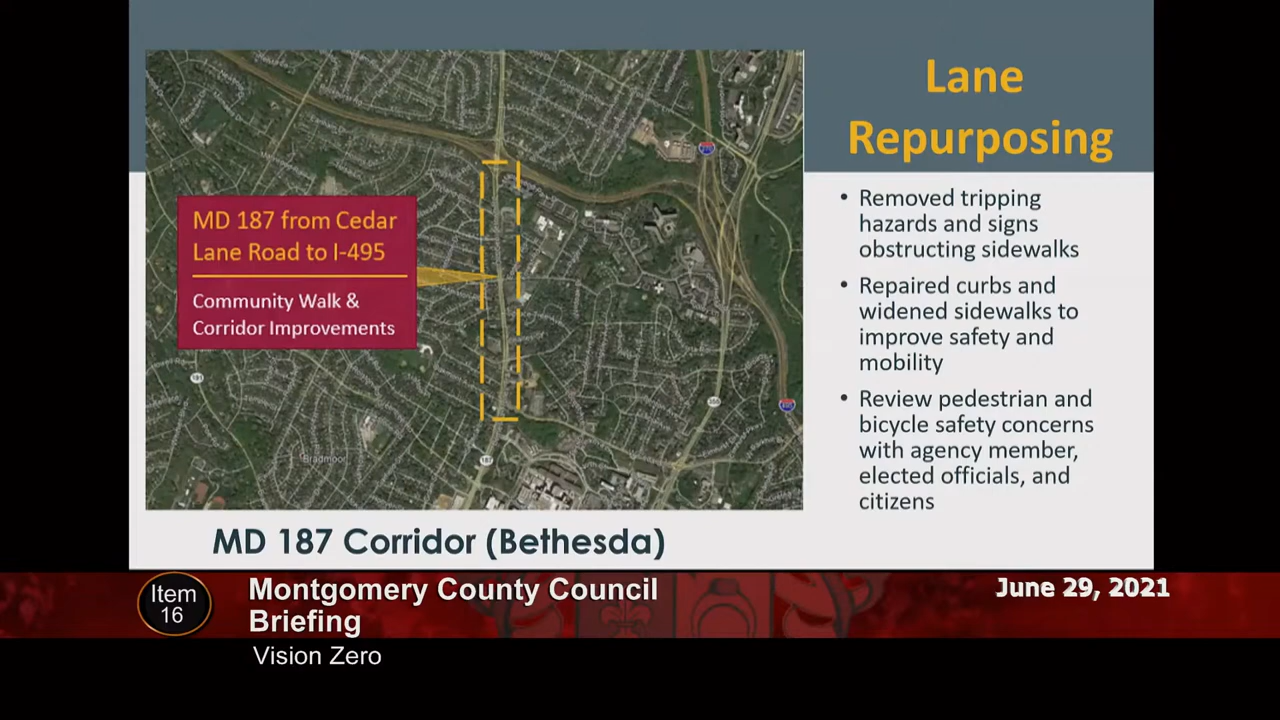 Lane
Repurposing
MD 187 from Cedar
Lane Road to I-495
Community Walk &
Corridor Improvements
Bradmoor
187
355
• Removed tripping
hazards and signs
obstructing sidewalks
• Repaired curbs and
widened sidewalks to
improve safety and
mobility
• Review pedestrian and
bicycle safety concerns
with agency member,
elected officials, and
citizens
MD 187 Corridor (Bethesda)
Item
16
Montgomery County Council
Briefing
Vision Zero
June 29, 2021